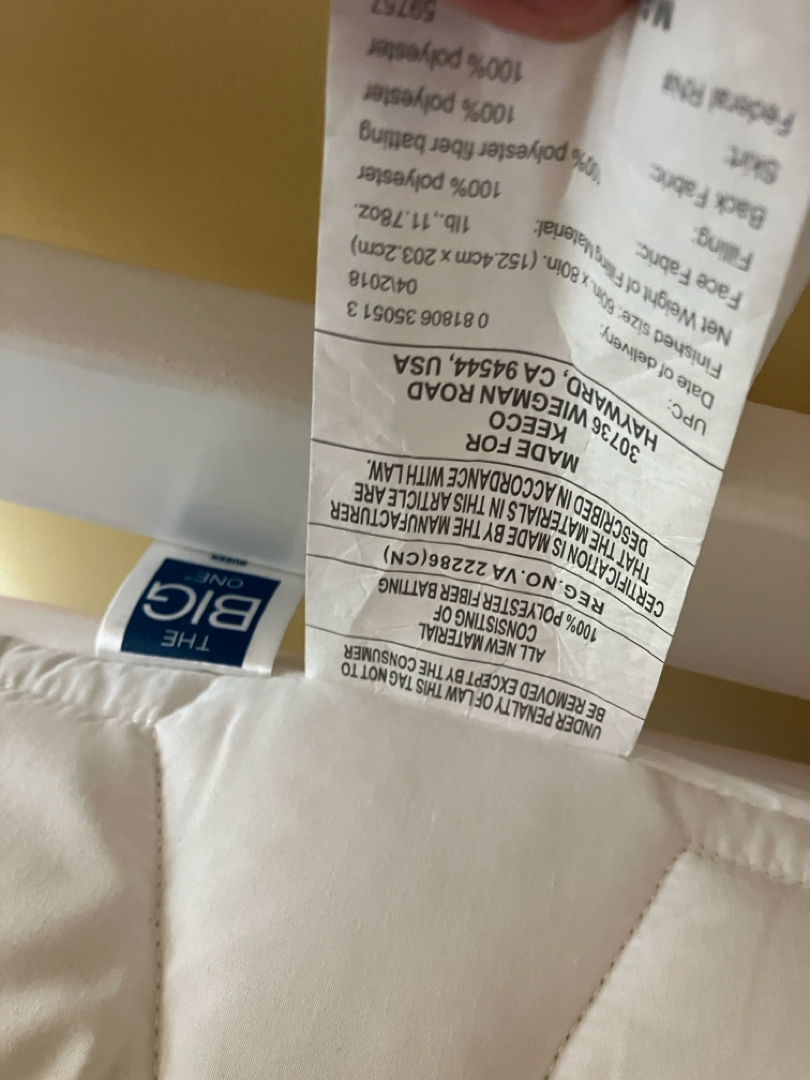 UNDER PENALTY OF LAW THIS TAG NOT TO
BE REMOVED EXCEPT BY THE CONSUMER
ALL NEW MATERIAL
CONSISTING OF
100% POLYESTER FIBER BATTING
REG.NO.VA 22286(CN)
CERTIFICATION IS MADE BY THE MANUFACTURER
THAT THE MATERIALS IN THIS ARTICLE ARE
DESCRIBED IN ACCORDANCE WITH LAW.
MADE FOR
KEECO
30736 WIEGMAN ROAD
HAYWARD, CA 94544, USA
UPC: 0 81806 35051 3
Date of delivery: 04\2018
Finished size: 60in. x 80in. (152.4cm x 203.2cm)
Net Weight of Filling Material: 1lb., 11.78oz.
Face Fabric: 100% polyester
Filling: 100% polyester fiber batting
Back Fabric: 100% polyester
Skirt: 100% polyester
Federal RN# 59757
THE
BIG
ONE
QUEEN